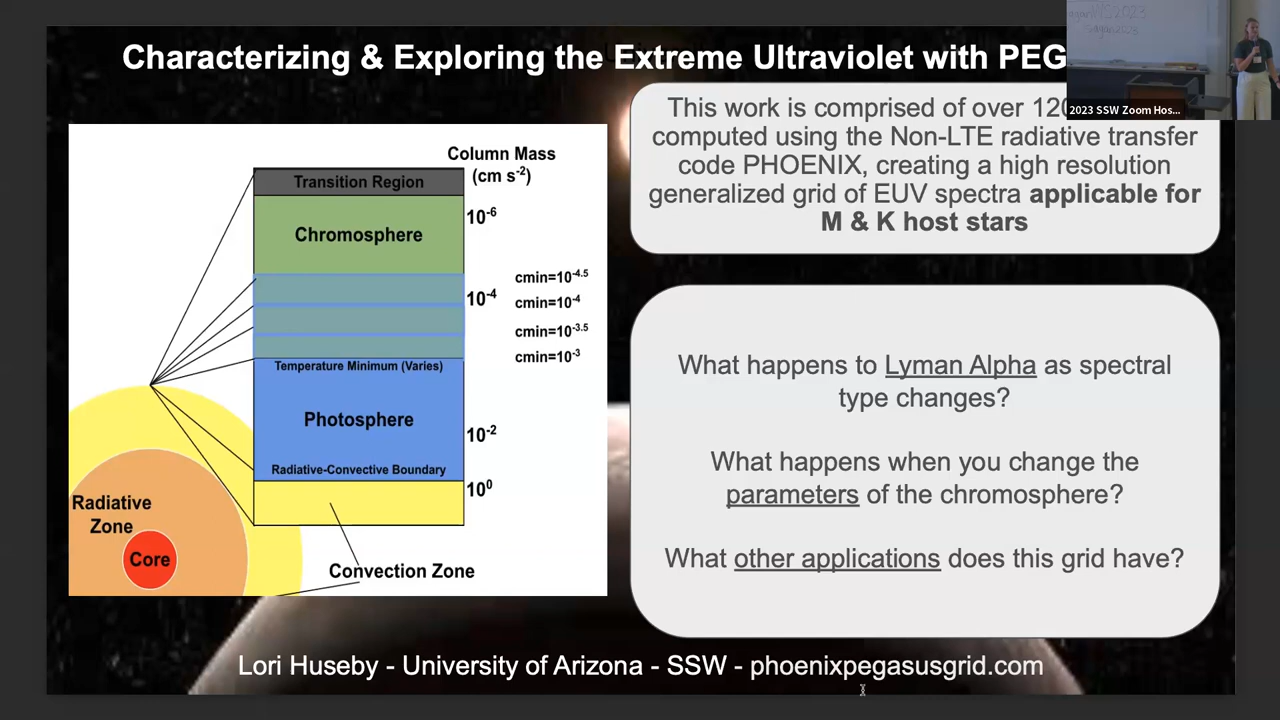 Characterizing & Exploring the Extreme Ultraviolet with PEG
2023 SSW Zoom Hos...
This work is comprised of over 120
computed using the Non-LTE radiative transfer
code PHOENIX, creating a high resolution
generalized grid of EUV spectra applicable for
M & K host stars
Column Mass
(cm s-2)
Transition Region
10-6
Chromosphere
cmin=10-4.5
10-4
cmin=10-4
cmin=10-3.5
cmin=10-3
Temperature Minimum (Varies)
Photosphere
10-2
Radiative-Convective Boundary
100
Radiative
Zone
Core
Convection Zone
What happens to Lyman Alpha as spectral
type changes?
What happens when you change the
parameters of the chromosphere?
What other applications does this grid have?
Lori Huseby - University of Arizona - SSW - phoenixpegasusgrid.com